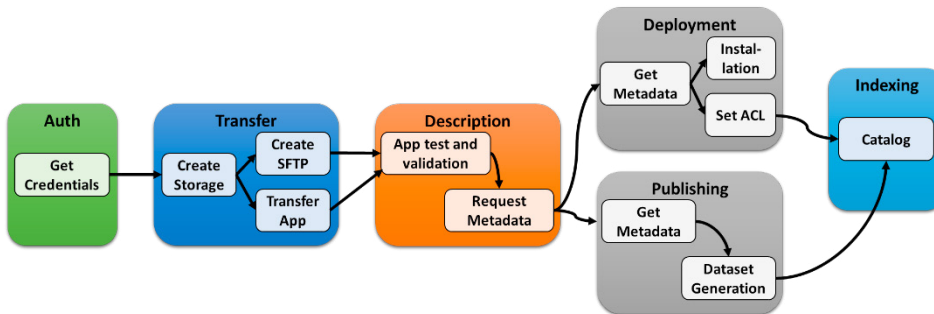 Auth
Get
Credentials
Transfer
Create
Storage
Create
SFTP
Transfer
App
Description
App test and
validation
Request
Metadata
Deployment
Get
Metadata
Instal-
lation
Set ACL
Publishing
Get
Metadata
Dataset
Generation
Indexing
Catalog